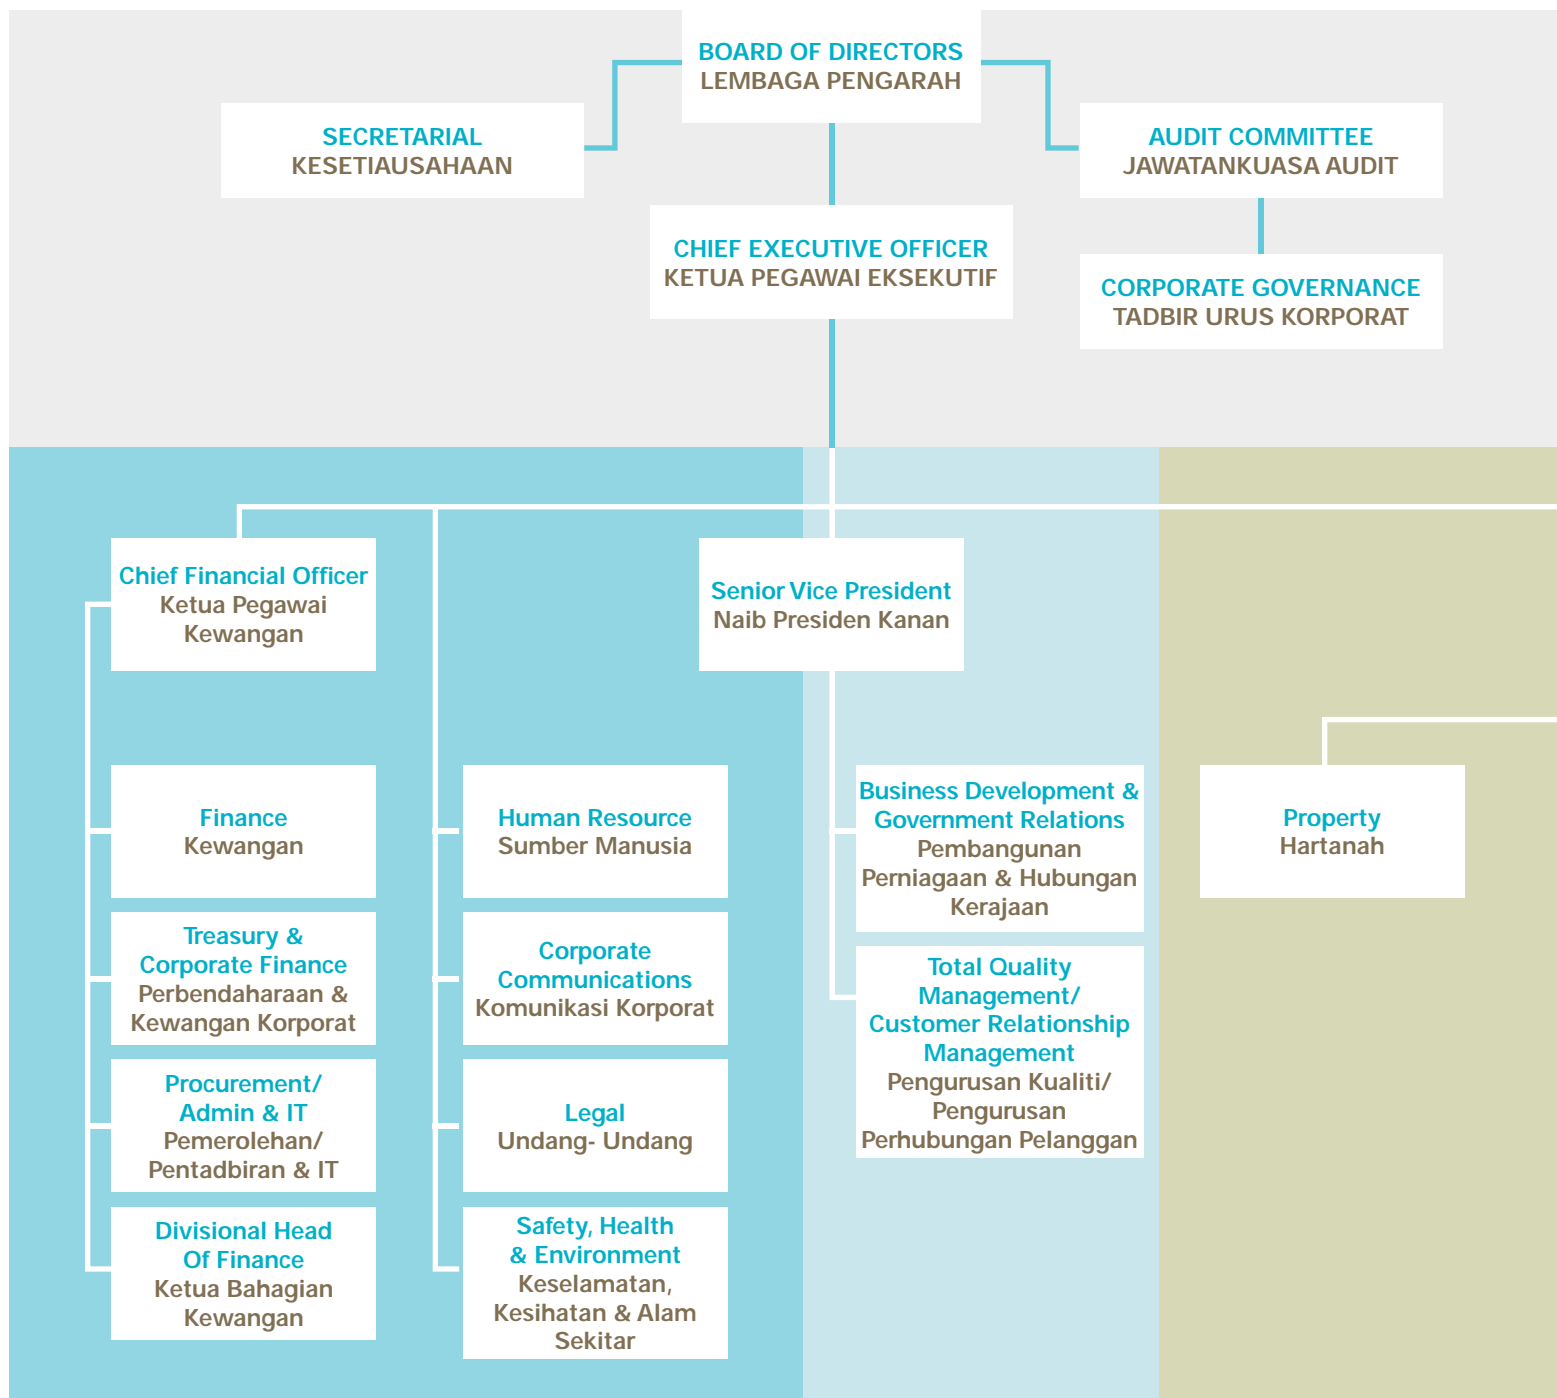 BOARD OF DIRECTORS
LEMBAGA PENGARAH
SECRETARIAL
KESETIAUSAHAAN
AUDIT COMMITTEE
JAWATANKUASA AUDIT
CHIEF EXECUTIVE OFFICER
KETUA PEGAWAI EKSEKUTIF
CORPORATE GOVERNANCE
TADBIR URUS KORPORAT
Chief Financial Officer
Ketua Pegawai
Kewangan
Senior Vice President
Naib Presiden Kanan
Finance
Kewangan
Treasury &
Corporate Finance
Perbendaharaan &
Kewangan Korporat
Procurement/
Admin & IT
Pemerolehan/
Pentadbiran & IT
Divisional Head
Of Finance
Ketua Bahagian
Kewangan
Human Resource
Sumber Manusia
Corporate
Communications
Komunikasi Korporat
Legal
Undang- Undang
Safety, Health
& Environment
Keselamatan,
Kesihatan & Alam
Sekitar
Business Development &
Government Relations
Pembangunan
Perniagaan & Hubungan
Kerajaan
Total Quality
Management/
Customer Relationship
Management
Pengurusan Kualiti/
Pengurusan
Perhubungan Pelanggan
Property
Hartanah